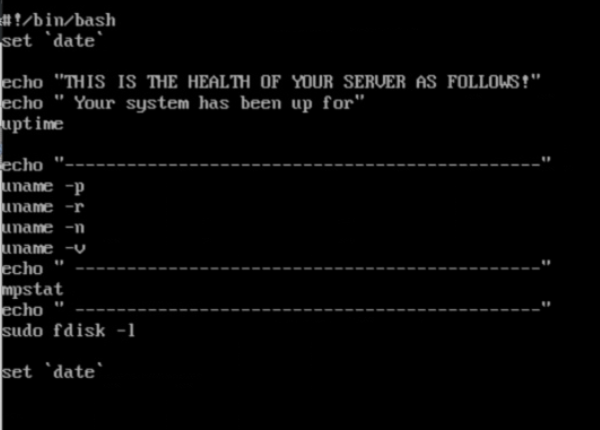 #!/bin/bash
set `date`
echo "THIS IS THE HEALTH OF YOUR SERVER AS FOLLOWS!"
echo " Your system has been up for"
uptime
echo "----------------------------------------------"
uname -p
uname -r
uname -n
uname -v
echo " ---------------------------------------------"
mpstat
echo " ---------------------------------------------"
sudo fdisk -l
set `date`